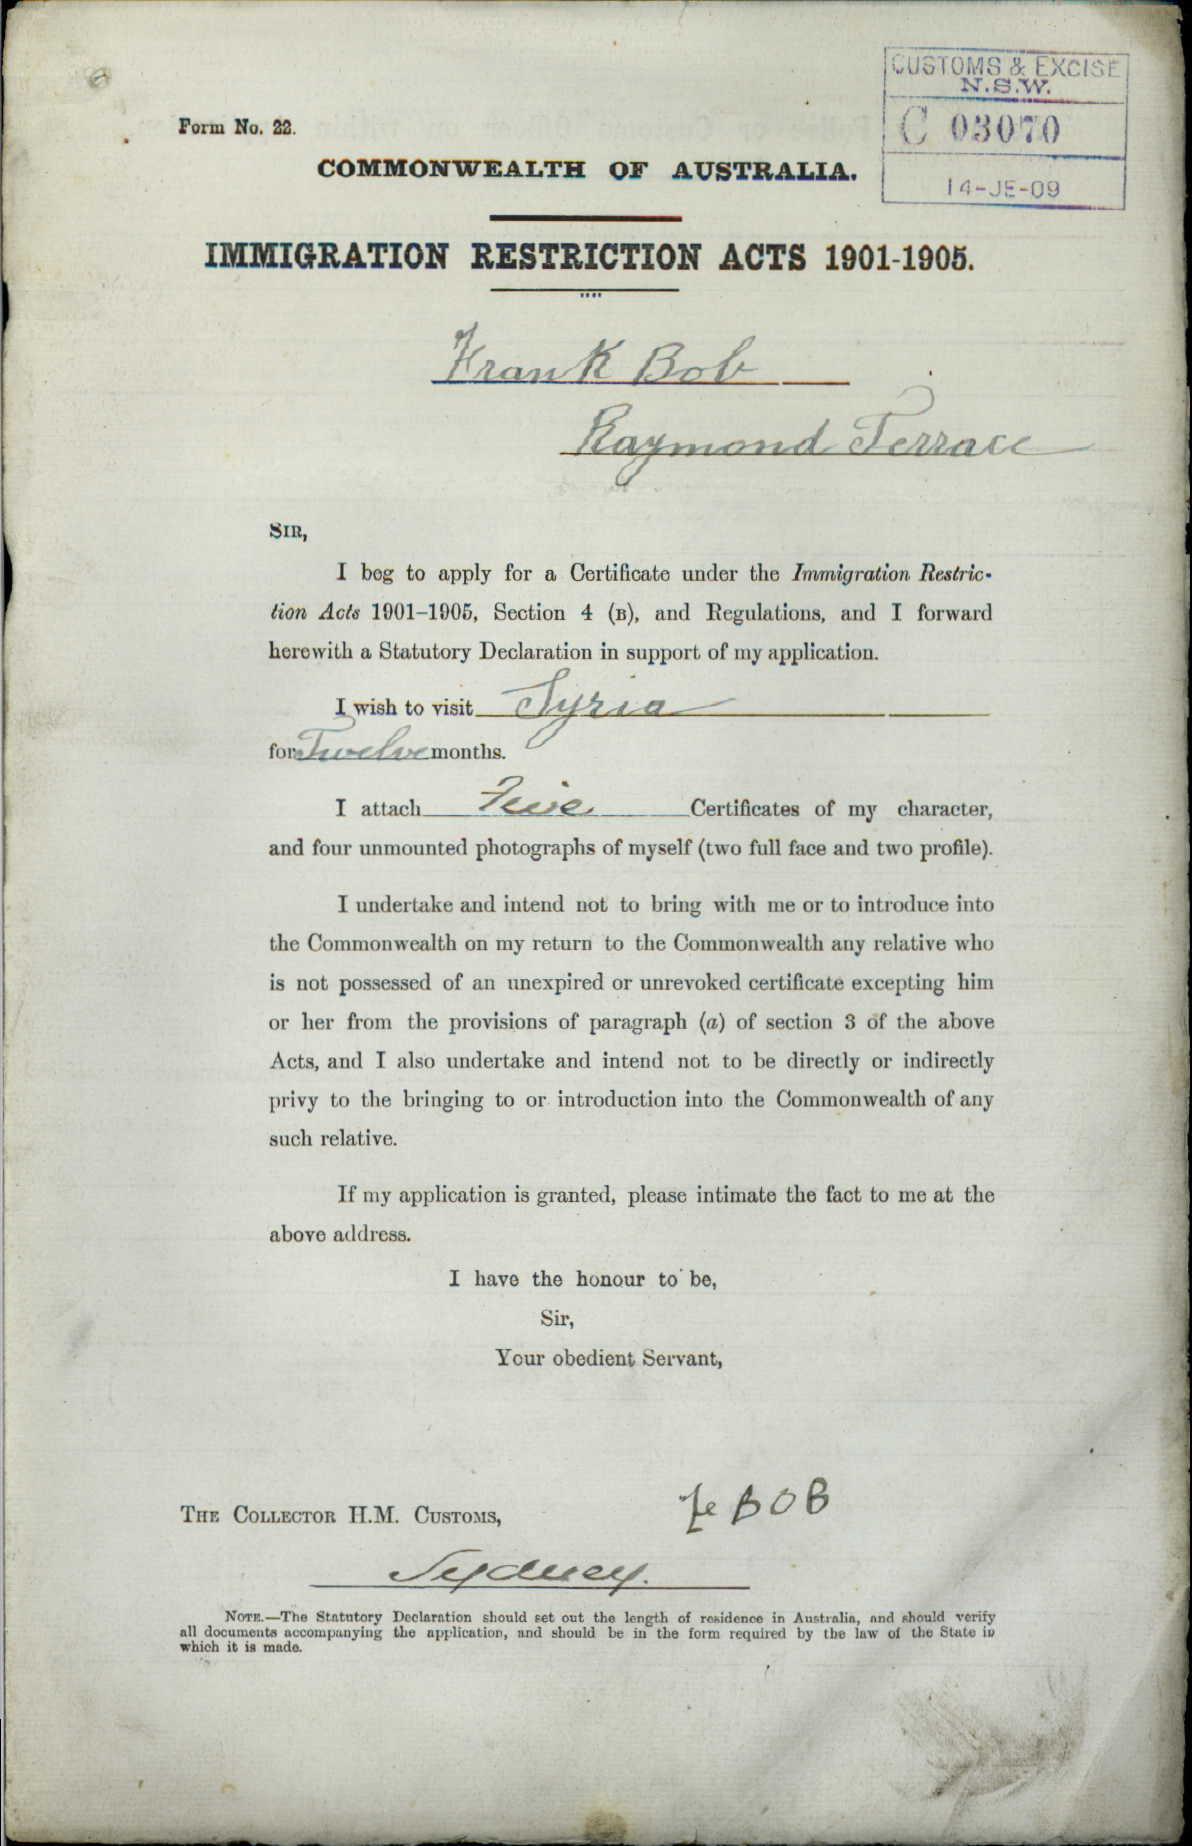 CUSTOMS & EXCISE
N.S.W.
C 03070
14-JE-09
Form No. 22.
COMMONWEALTH OF AUSTRALIA.
IMMIGRATION RESTRICTION ACTS 1901-1905.
Frank Bob
Raymond Terrace
SIR,
I beg to apply for a Certificate under the Immigration Restric-
tion Acts 1901-1905, Section 4 (B), and Regulations, and I forward
herewith a Statutory Declaration in support of my application.
I wish to visit Syria
for Twelve months.
I attach Five Certificates of my character,
and four unmounted photographs of myself (two full face and two profile).
I undertake and intend not to bring with me or to introduce into
the Commonwealth on my return to the Commonwealth any relative who
is not possessed of an unexpired or unrevoked certificate excepting him
or her from the provisions of paragraph (a) of section 3 of the above
Acts, and I also undertake and intend not to be directly or indirectly
privy to the bringing to or introduction into the Commonwealth of any
such relative.
If my application is granted, please intimate the fact to me at the
above address.
I have the honour to be,
Sir,
Your obedient Servant,
BOB
THE COLLECTOR H.M. CUSTOMS,
Sydney.
NOTE.—The Statutory Declaration should set out the length of residence in Australia, and should verify
all documents accompanying the application, and should be in the form required by the law of the State in
which it is made.